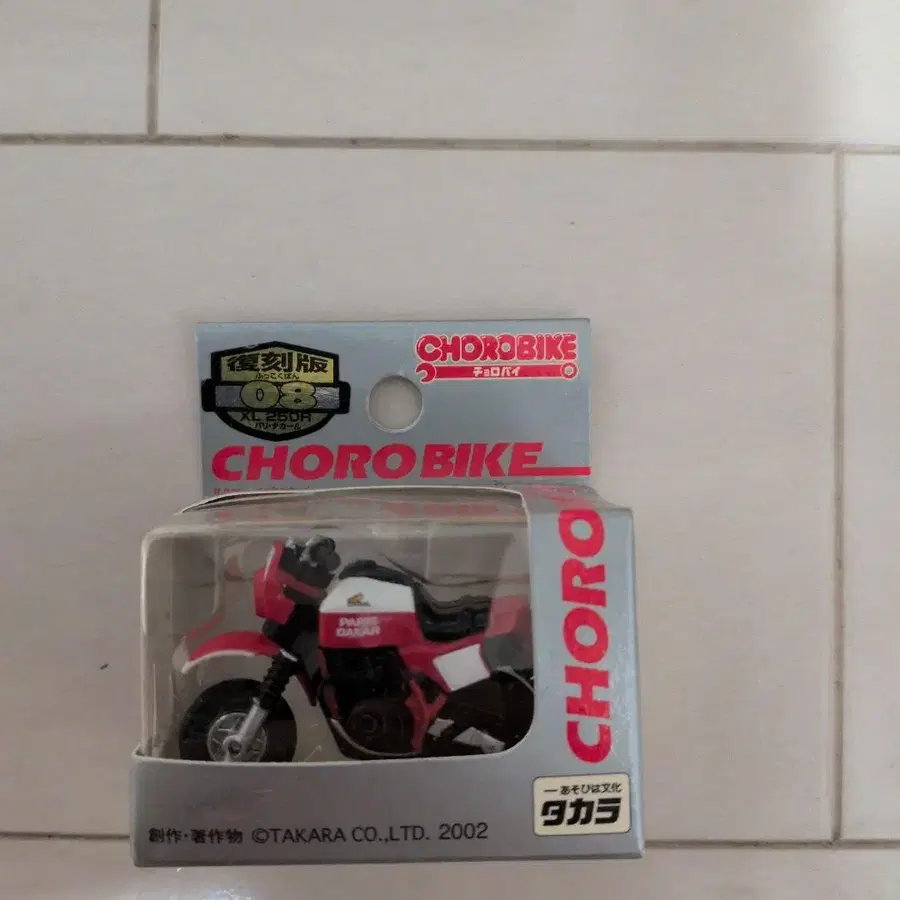 復刻版
ふっこくばん
08
XL 250R
パリ・ダカール
CHOROBIKE
チョロバイ
CHORO BIKE
CHORO
PARIS
DAKAR
あそびは文化
タカラ
創作・著作物 ©TAKARA CO.,LTD. 2002